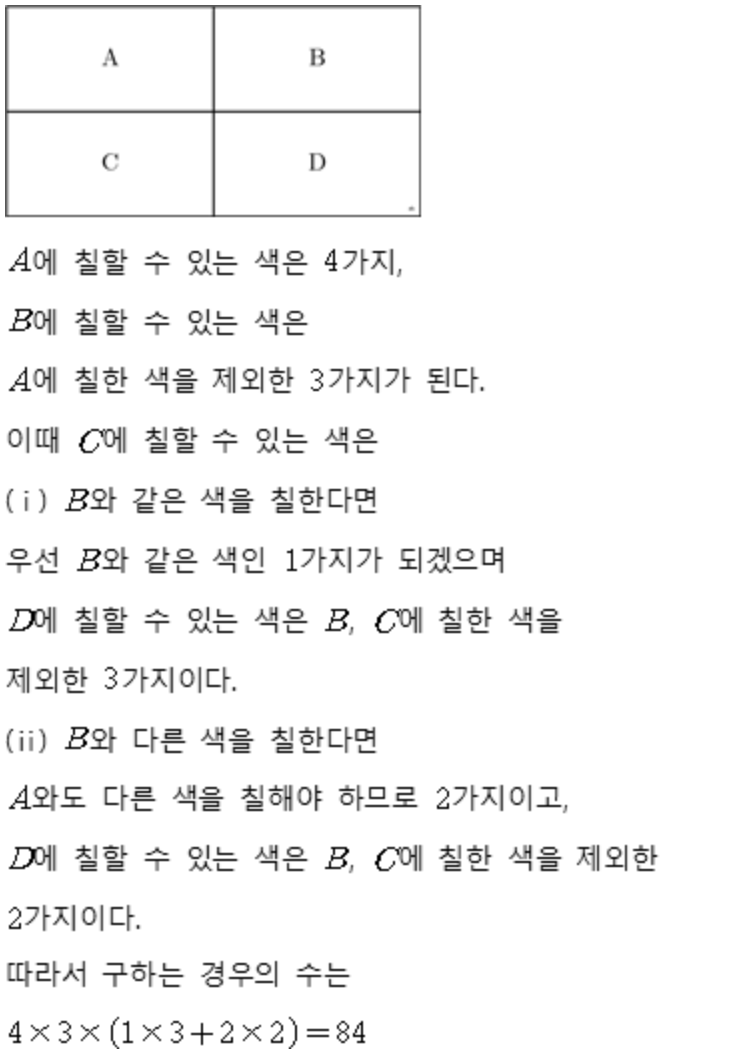 A B
C D
A에 칠할 수 있는 색은 4가지,
B에 칠할 수 있는 색은
A에 칠한 색을 제외한 3가지가 된다.
이때 C에 칠할 수 있는 색은
(i) B와 같은 색을 칠한다면
우선 B와 같은 색인 1가지가 되겠으며
D에 칠할 수 있는 색은 B, C에 칠한 색을
제외한 3가지이다.
(ii) B와 다른 색을 칠한다면
A와도 다른 색을 칠해야 하므로 2가지이고,
D에 칠할 수 있는 색은 B, C에 칠한 색을 제외한
2가지이다.
따라서 구하는 경우의 수는
4×3×(1×3+2×2)=84